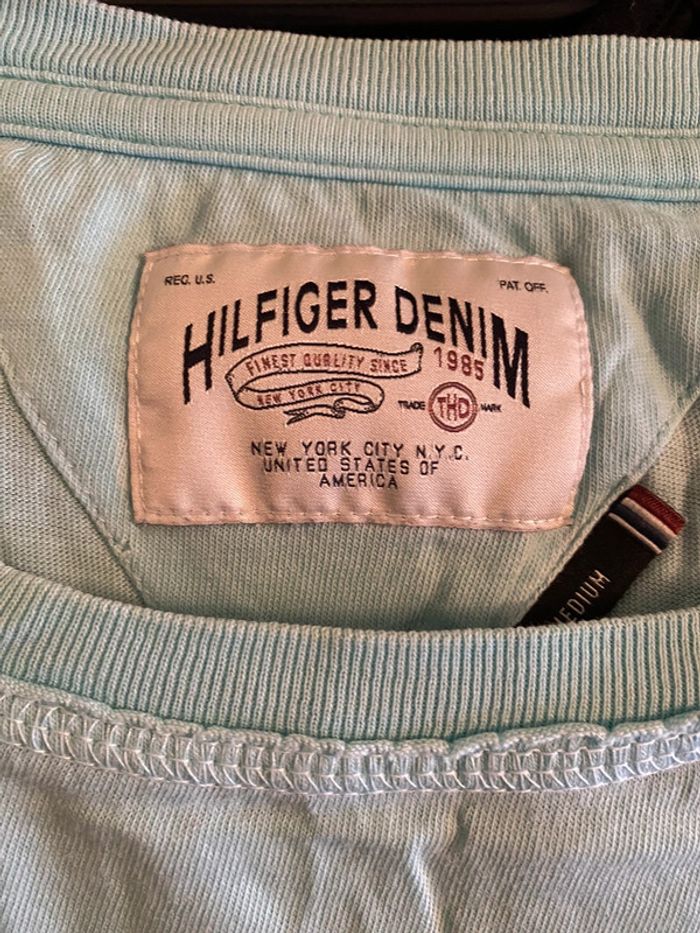 REG. U.S. PAT. OFF.
HILFIGER DENIM
FINEST QUALITY SINCE 1985
NEW YORK CITY
TRADE THD MARK
NEW YORK CITY N.Y.C.
UNITED STATES OF
AMERICA
MEDIUM